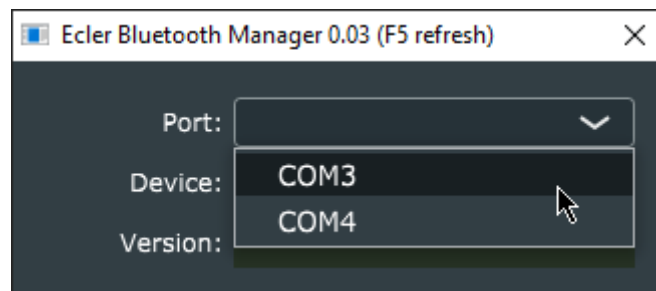 Ecler Bluetooth Manager 0.03 (F5 refresh)
Port:
COM3
Device:
COM4
Version: